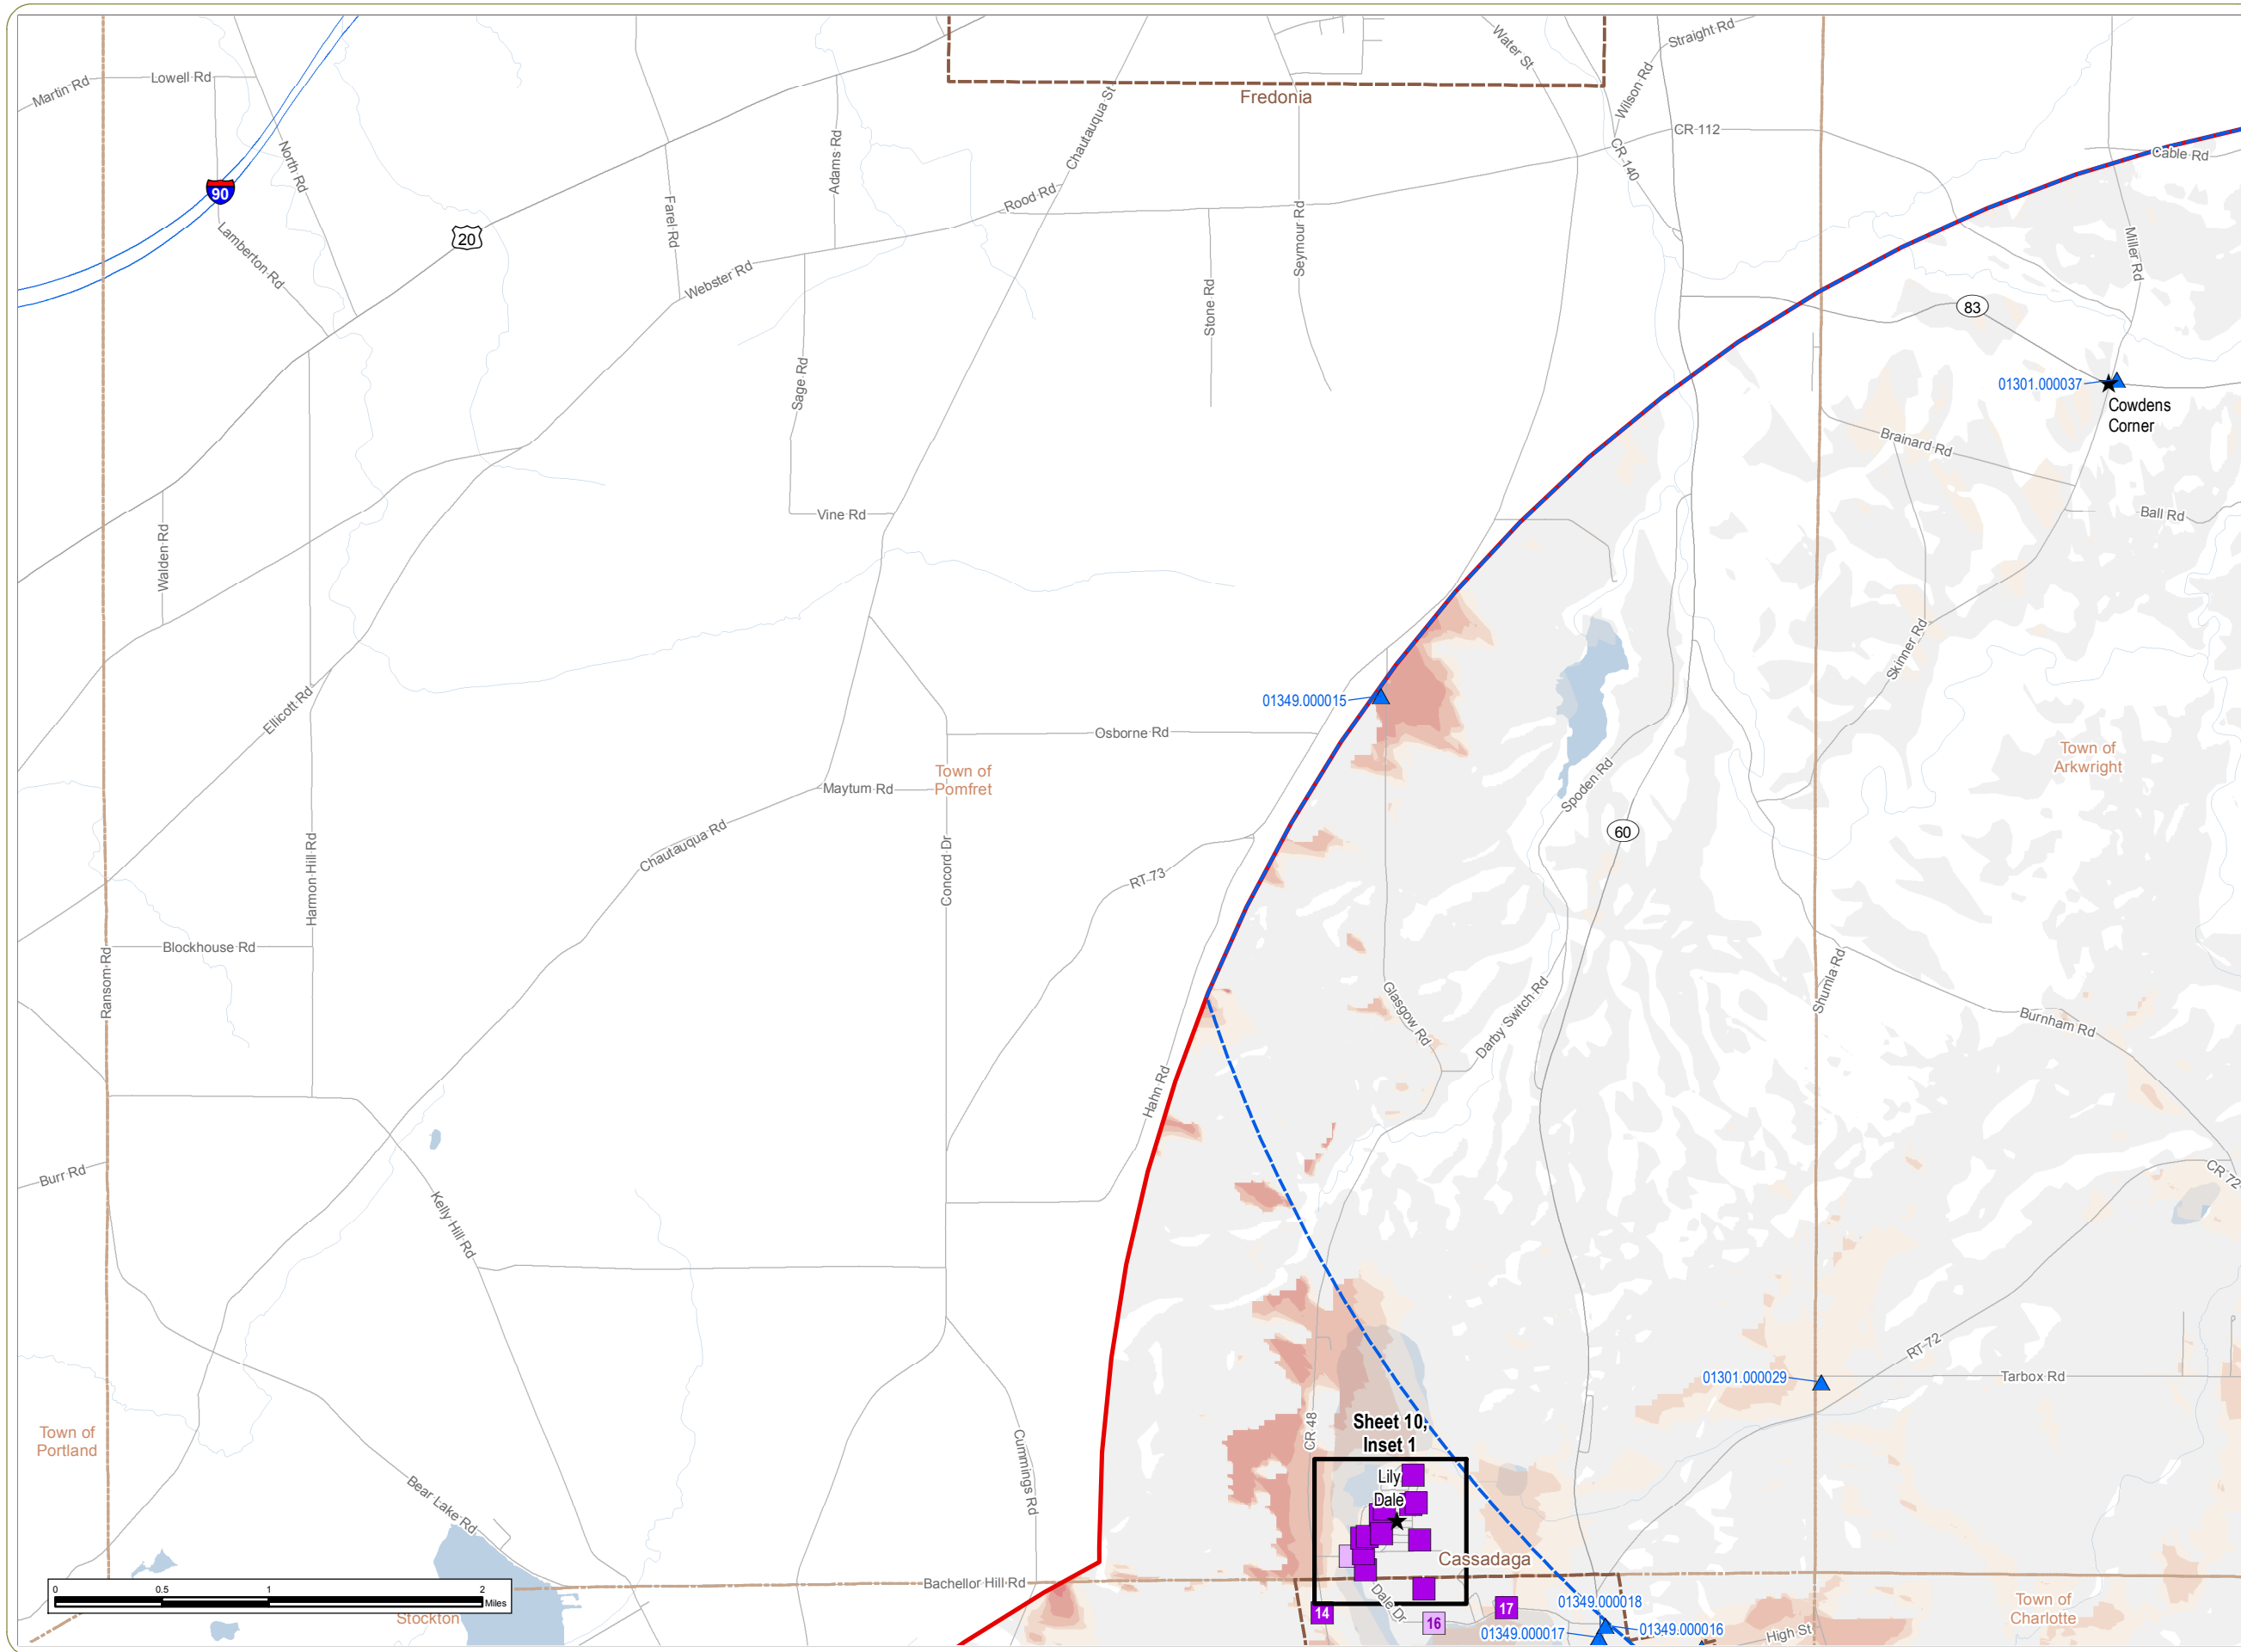 Water St
Straight Rd
Martin Rd
Lowell Rd
Wilson Rd
Fredonia
Chautauqua St
CR 112
North Rd
Adams Rd
CR 140
Cable Rd
90
Farel Rd
Rood Rd
Seymour Rd
Lamberton Rd
20
Miller Rd
Webster Rd
Stone Rd
83
Sage Rd
01301.000037
Cowdens
Corner
Brainard Rd
Vine Rd
Ball Rd
Walden Rd
Skinner Rd
Ellicott Rd
01349.000015
Osborne Rd
Town of
Arkwright
Town of
Pomfret
Maytum Rd
Spoden Rd
60
Chautauqua Rd
Harmon Hill Rd
Concord Dr
RT 73
Blockhouse Rd
Ransom Rd
Shumla Rd
Glasgow Rd
Darby Switch Rd
Burnham Rd
Hahn Rd
Burr Rd
CR 72
Kelly Hill Rd
RT 72
01301.000029
Tarbox Rd
Town of
Portland
CR 48
Sheet 10,
Inset 1
Cummings Rd
Lily
Dale
Bear Lake Rd
Cassadaga
Bachellor Hill Rd
0 0.5 1 2
Miles
Stockton
Dale Dr
14
16
17
01349.000018
01349.000017
01349.000016
High St
Town of
Charlotte